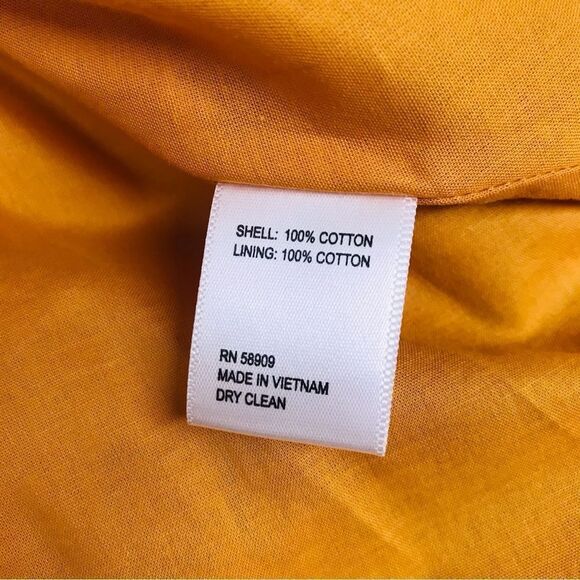 SHELL: 100% COTTON
LINING: 100% COTTON
RN 58909
MADE IN VIETNAM
DRY CLEAN